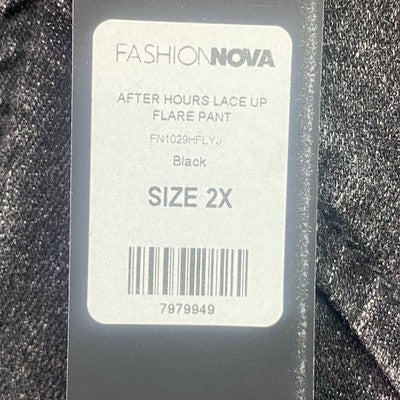 FASHIONNOVA
AFTER HOURS LACE UP
FLARE PANT
FN1029HFLYJ
Black
SIZE 2X
7979949